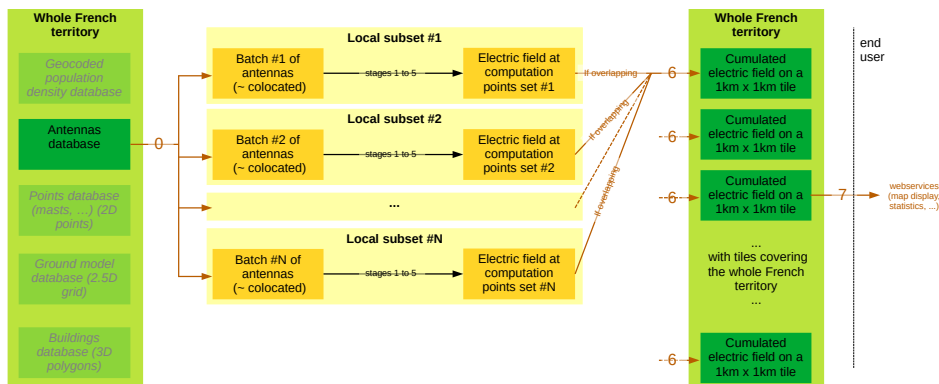 Whole French
territory
Geocoded
population
density database
Antennas
database
Points database
(masts, ...) (2D
points)
Ground model
database (2.5D
grid)
Buildings
database (3D
polygons)
0
Local subset #1
Batch #1 of
antennas
(~ colocated)
stages 1 to 5
Electric field at
computation
points set #1
If overlapping
Local subset #2
Batch #2 of
antennas
(~ colocated)
stages 1 to 5
Electric field at
computation
points set #2
If overlapping
...
Local subset #N
Batch #N of
antennas
(~ colocated)
stages 1 to 5
Electric field at
computation
points set #N
If overlapping
Whole French
territory
6
Cumulated
electric field on a
1km x 1km tile
6
Cumulated
electric field on a
1km x 1km tile
6
Cumulated
electric field on a
1km x 1km tile
...
with tiles covering
the whole French
territory
...
6
Cumulated
electric field on a
1km x 1km tile
7
end
user
webservices
(map display,
statistics, ...)